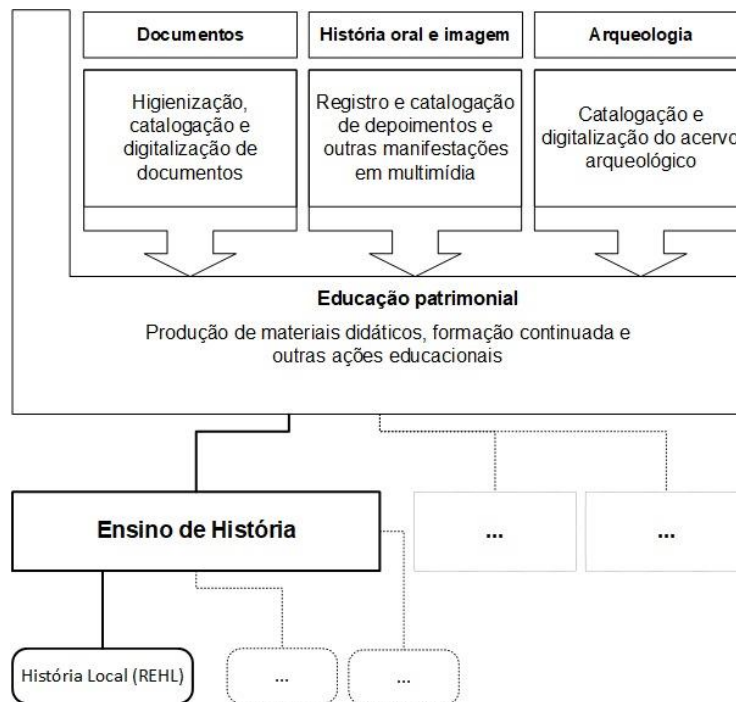 Documentos
História oral e imagem
Arqueologia
Higienização,
catalogação e
digitalização de
documentos
Registro e catalogação
de depoimentos e
outras manifestações
em multimídia
Catalogação e
digitalização do acervo
arqueológico
Educação patrimonial
Produção de materiais didáticos, formação continuada e
outras ações educacionais
Ensino de História
...
...
História Local (REHL)
...
...